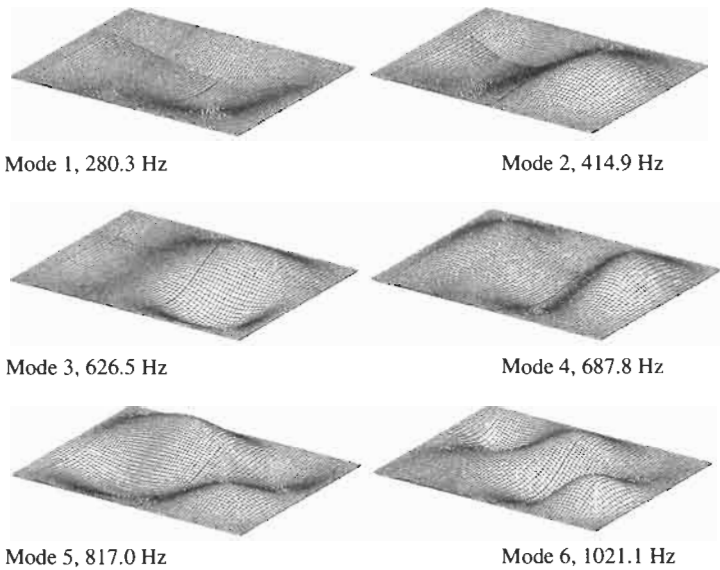 Mode 1, 280.3 Hz
Mode 2, 414.9 Hz
Mode 3, 626.5 Hz
Mode 4, 687.8 Hz
Mode 5, 817.0 Hz
Mode 6, 1021.1 Hz